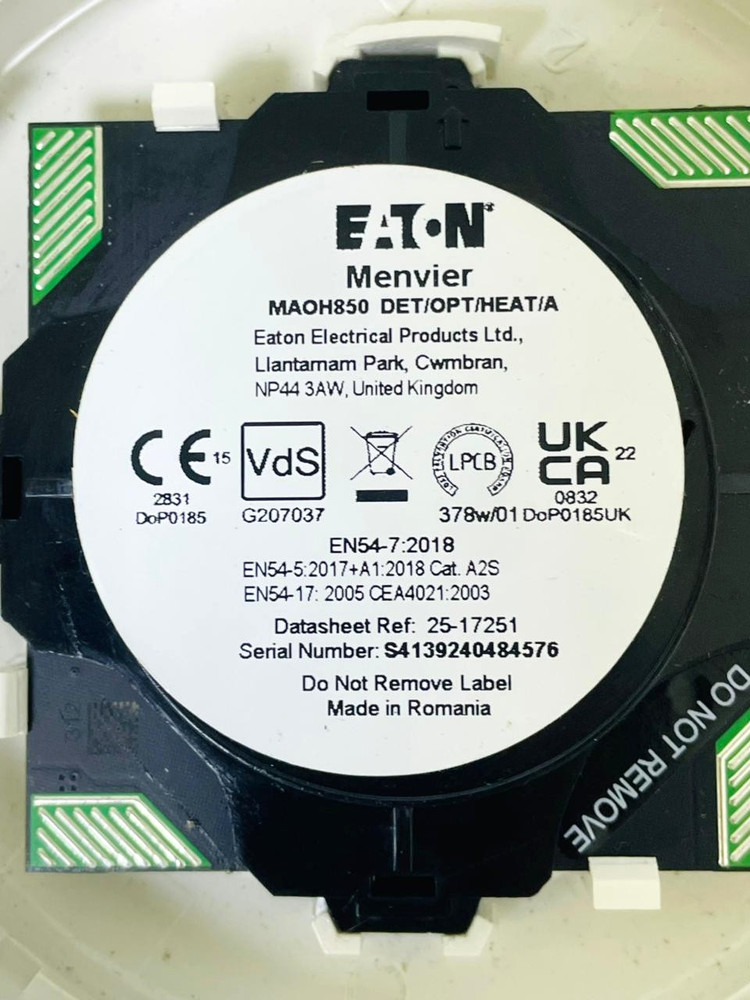 EATON®
Menvier
MAOH850 DET/OPT/HEAT/A
Eaton Electrical Products Ltd.,
Llantarnam Park, Cwmbran,
NP44 3AW, United Kingdom
CE 15
2831
DoP0185
VdS
G207037
LPCB
378w/01
UK
CA 22
0832
DoP0185UK
EN54-7:2018
EN54-5:2017+A1:2018 Cat. A2S
EN54-17: 2005 CEA4021:2003
Datasheet Ref: 25-17251
Serial Number: S4139240484576
Do Not Remove Label
Made in Romania
312
DO NOT REMOVE